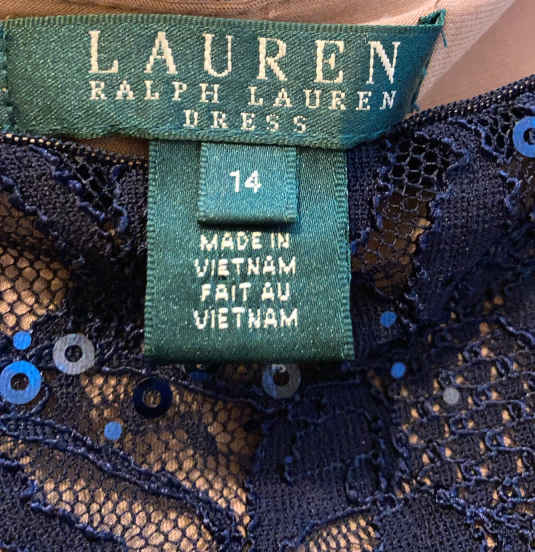 LAUREN
RALPH LAUREN
DRESS
14
MADE IN
VIETNAM
FAIT AU
VIETNAM